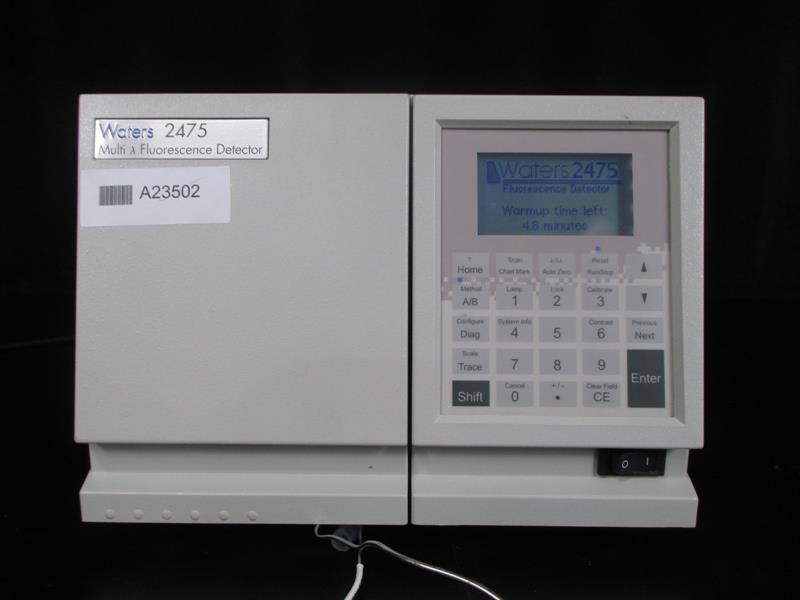 Waters 2475
Multi λ Fluorescence Detector
A23502
Waters 2475
Fluorescence Detector
Warmup time left:
4.8 minutes
? Scan λ/λλ Reset
Home Chart Mark Auto Zero Run/Stop ▲
Method Lamp Lock Calibrate
A/B 1 2 3 ▼
Configure System Info Contrast Previous
Diag 4 5 6 Next
Scale
Trace 7 8 9 Enter
Cancel +/- Clear Field
Shift 0 • CE
O I